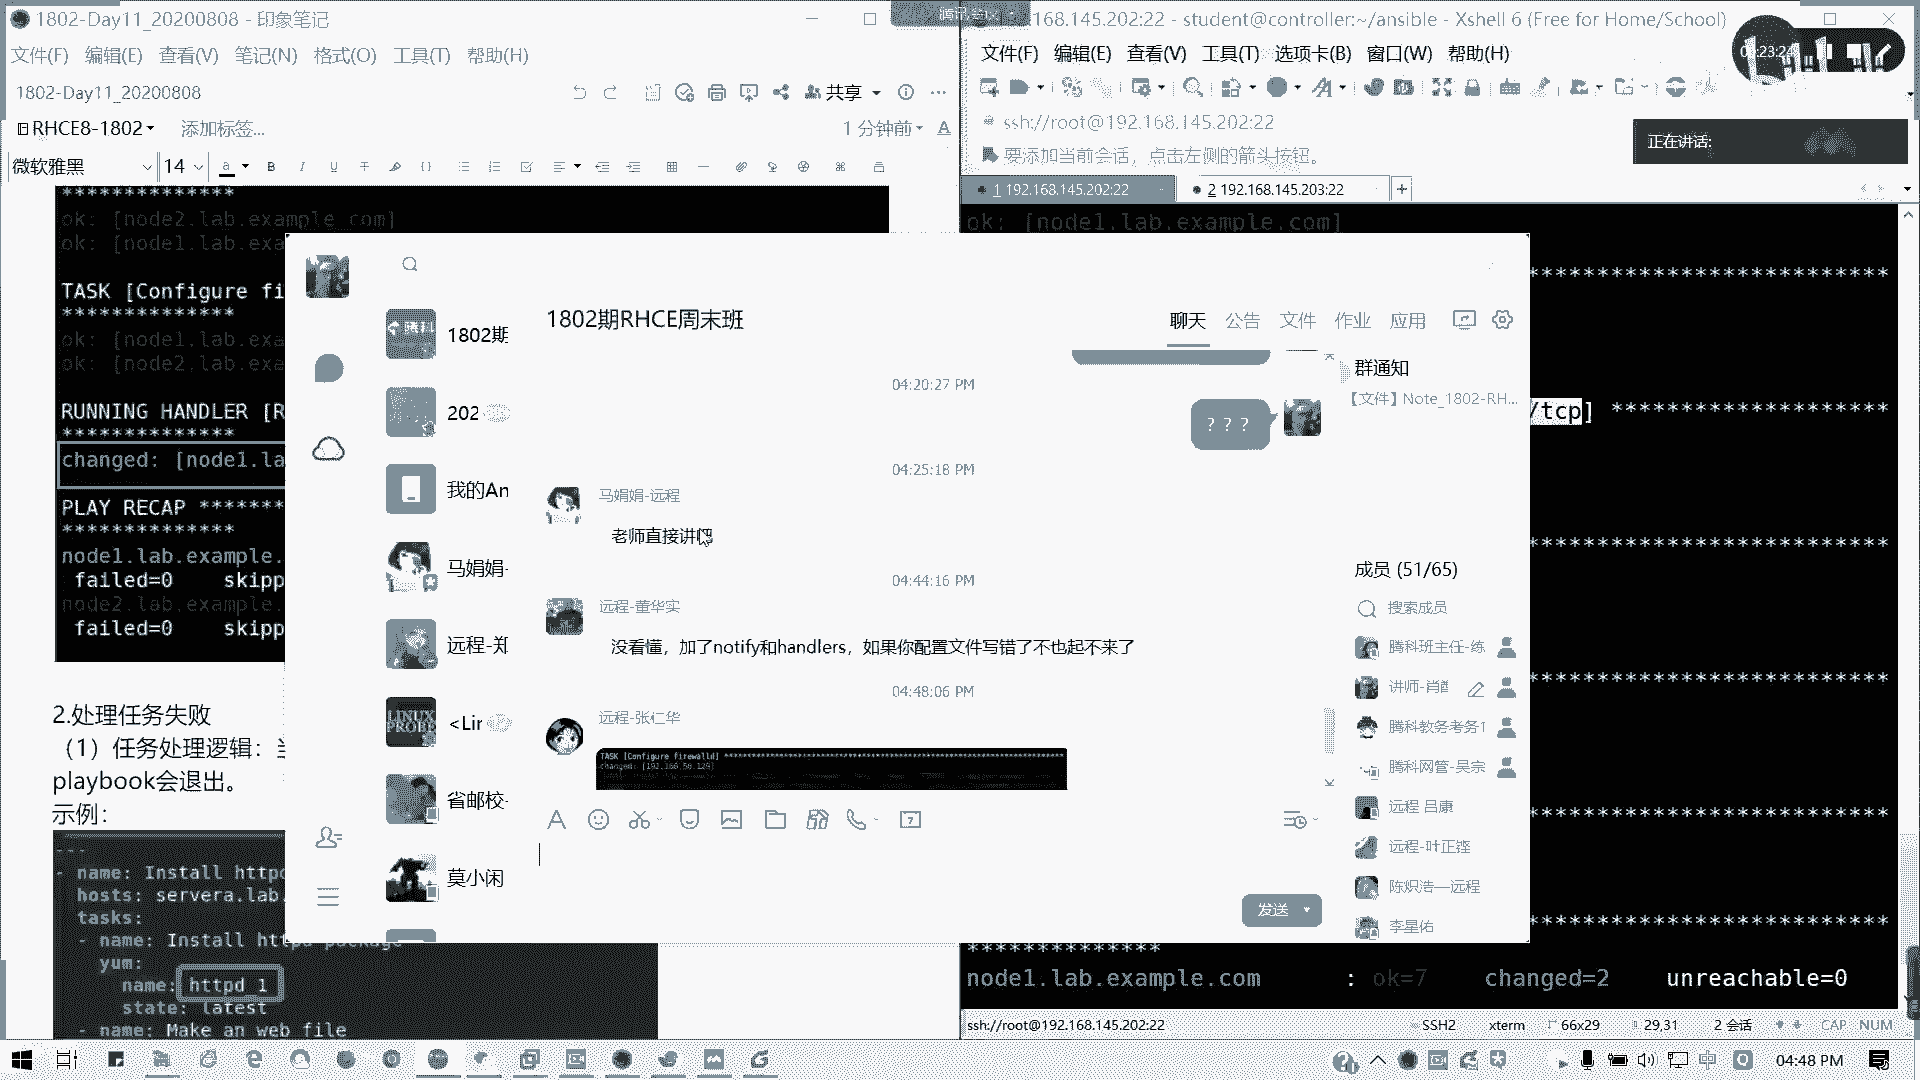 1802-Day11_20200808 - 印象笔记
文件(F) 编辑(E) 查看(V) 笔记(N) 格式(O) 工具(T) 帮助(H)
1802-Day11_20200808
共享
RHCE8-1802
添加标签...
1 分钟前
微软雅黑
14
**************
ok: [node2.lab.example.com]
ok: [node1.lab.exa
TASK [Configure fi
**************
ok: [node1.lab.exa
ok: [node2.lab.exa
RUNNING HANDLER [R
**************
changed: [node1.la
PLAY RECAP *******
**************
node1.lab.example.
failed=0 skipp
node2.lab.example.
failed=0 skipp
2.处理任务失败
（1）任务处理逻辑：
playbook会退出。
示例：
---
- name: Install httpd
hosts: servera.lab.
tasks:
- name: Install httpd package
yum:
name: httpd 1
state: latest
- name: Make an web file
168.145.202:22 - student@controller:~/ansible - Xshell 6 (Free for Home/School)
文件(F) 编辑(E) 查看(V) 工具(T) 选项卡(B) 窗口(W) 帮助(H)
ssh://root@192.168.145.202:22
要添加当前会话，点击左侧的箭头按钮。
正在讲话:
1 192.168.145.202:22
2 192.168.145.203:22
ok: [node1.lab.example.com]
/tcp]
node1.lab.example.com : ok=7 changed=2 unreachable=0
ssh://root@192.168.145.202:22
SSH2
xterm
66x29
29,31
2 会话
CAP NUM
1802期
202
我的An
马娟娟-
远程-郑
<Lir
省邮校-
莫小闲
1802期RHCE周末班
聊天 公告 文件 作业 应用
04:20:27 PM
? ? ?
04:25:18 PM
马娟娟-远程
老师直接讲吧
04:44:16 PM
远程-董华实
没看懂，加了notify和handlers，如果你配置文件写错了不也起不来了
04:48:06 PM
远程-张仁华
TASK [Configure firewalld]
发送
群通知
【文件】Note_1802-RH...
成员 (51/65)
搜索成员
腾科班主任-练
讲师-肖
腾科教务考务1
腾科网管-吴宗
远程 吕康
远程-叶正铿
陈炽浩—远程
李星佑
04:48 PM